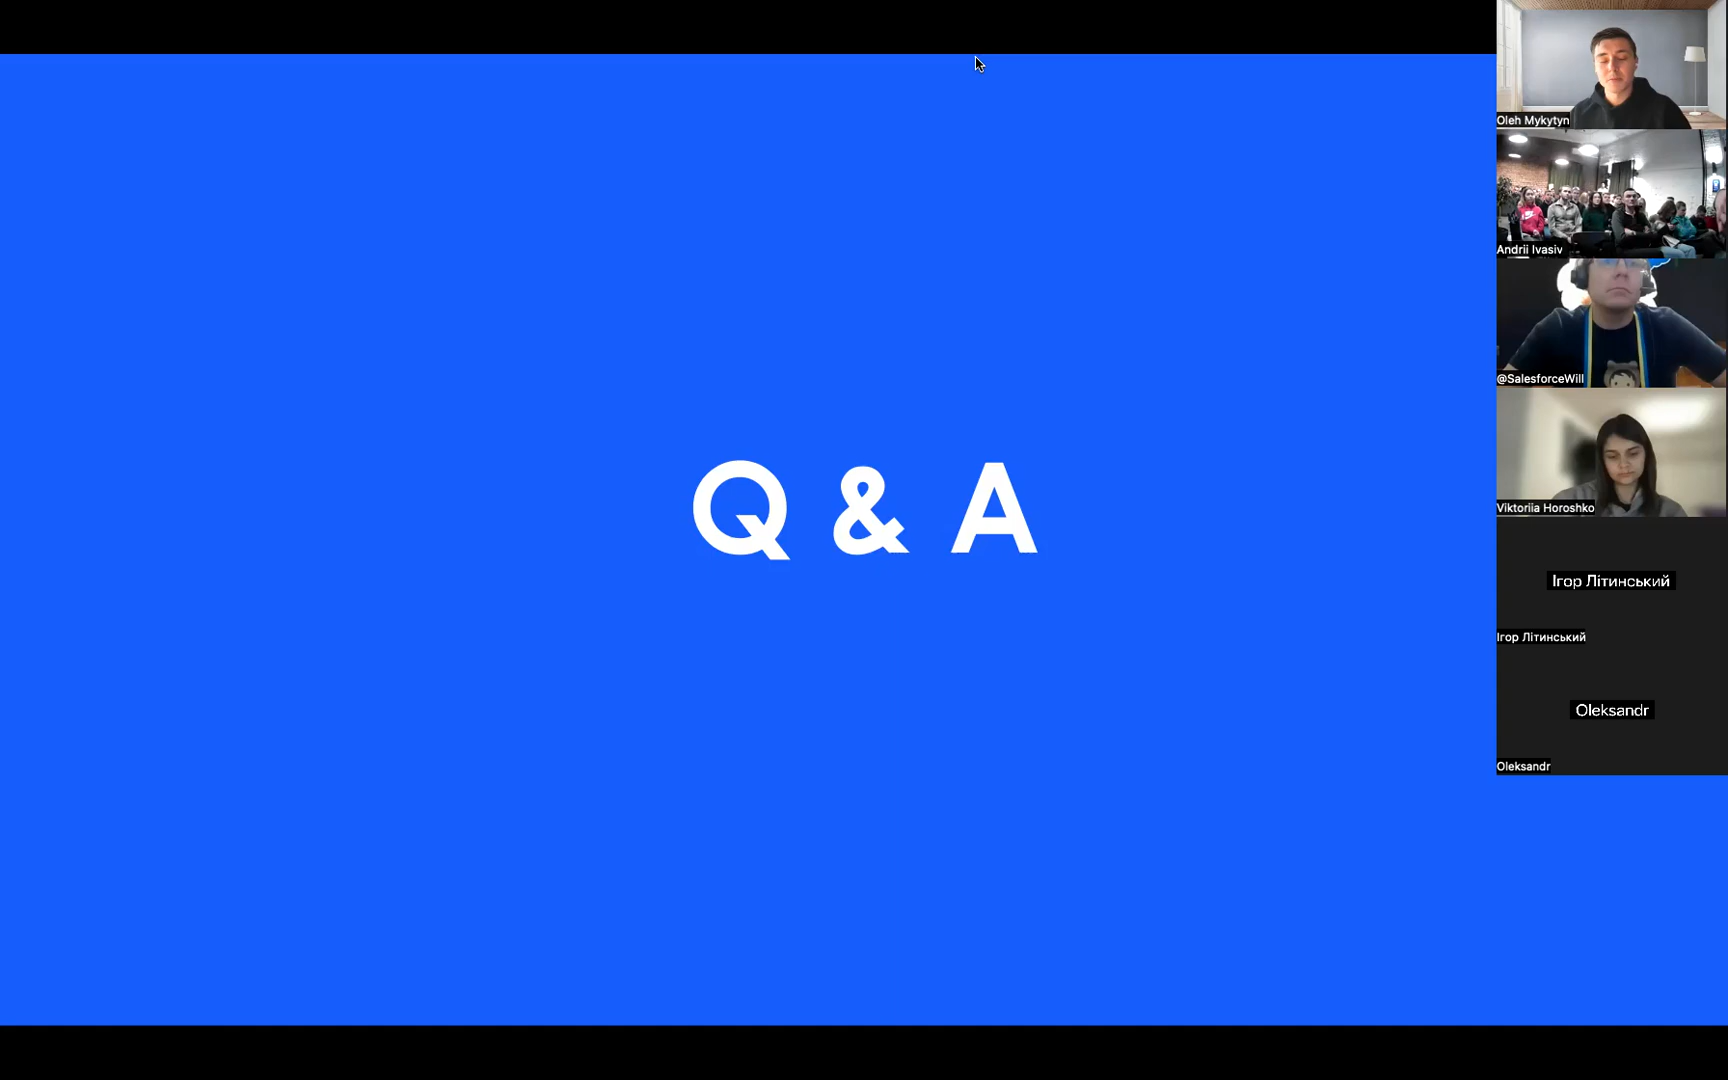 Q & A
Oleh Mykytyn
Andrii Ivasiv
@SalesforceWill
Viktoriia Horoshko
Ігор Літинський
Ігор Літинський
Oleksandr
Oleksandr